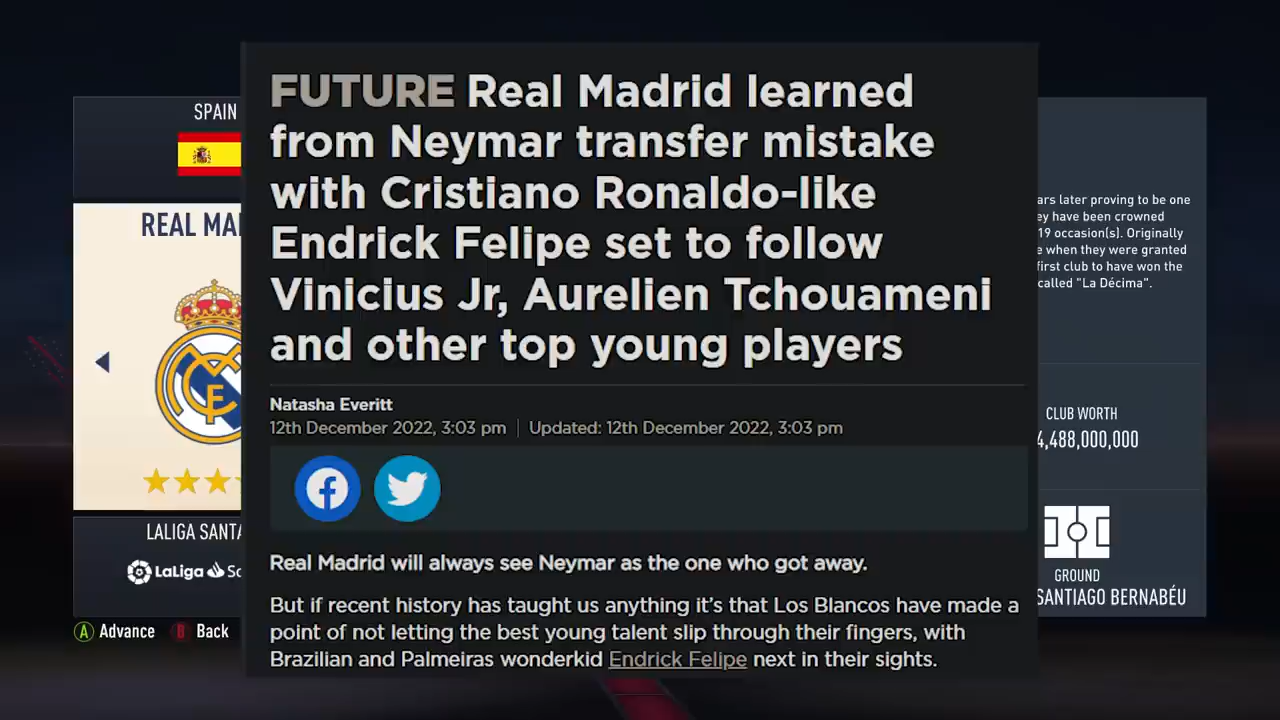 SPAIN
REAL MA
LALIGA SANTA
LaLiga Sa
A Advance B Back
FUTURE Real Madrid learned
from Neymar transfer mistake
with Cristiano Ronaldo-like
Endrick Felipe set to follow
Vinicius Jr, Aurelien Tchouameni
and other top young players
Natasha Everitt
12th December 2022, 3:03 pm | Updated: 12th December 2022, 3:03 pm
Real Madrid will always see Neymar as the one who got away.
But if recent history has taught us anything it's that Los Blancos have made a
point of not letting the best young talent slip through their fingers, with
Brazilian and Palmeiras wonderkid Endrick Felipe next in their sights.
ars later proving to be one
ey have been crowned
19 occasion(s). Originally
e when they were granted
first club to have won the
called "La Décima".
CLUB WORTH
4,488,000,000
GROUND
SANTIAGO BERNABÉU